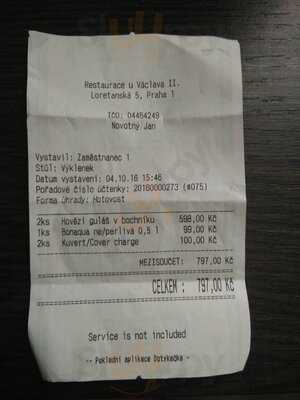 Restaurace u Václava II.
Loretanská 5, Praha 1
IČO: 04464249
Novotný Jan
Vystavil: Zaměstnanec 1
Stůl: Výklenek
Datum vystavení: 04.10.16 15:46
Pořadové číslo účtenky: 20160000273 (#075)
Forma úhrady: Hotovost
2ks Hovězí guláš v bochníku 598,00 Kč
1ks Bonaqua ne/perlivá 0,5 l 99,00 Kč
2ks Kuvert/Cover charge 100,00 Kč
MEZISOUČET: 797,00 Kč
CELKEM : 797,00 Kč
Service is not included
-- Pokladní aplikace Dotykačka -